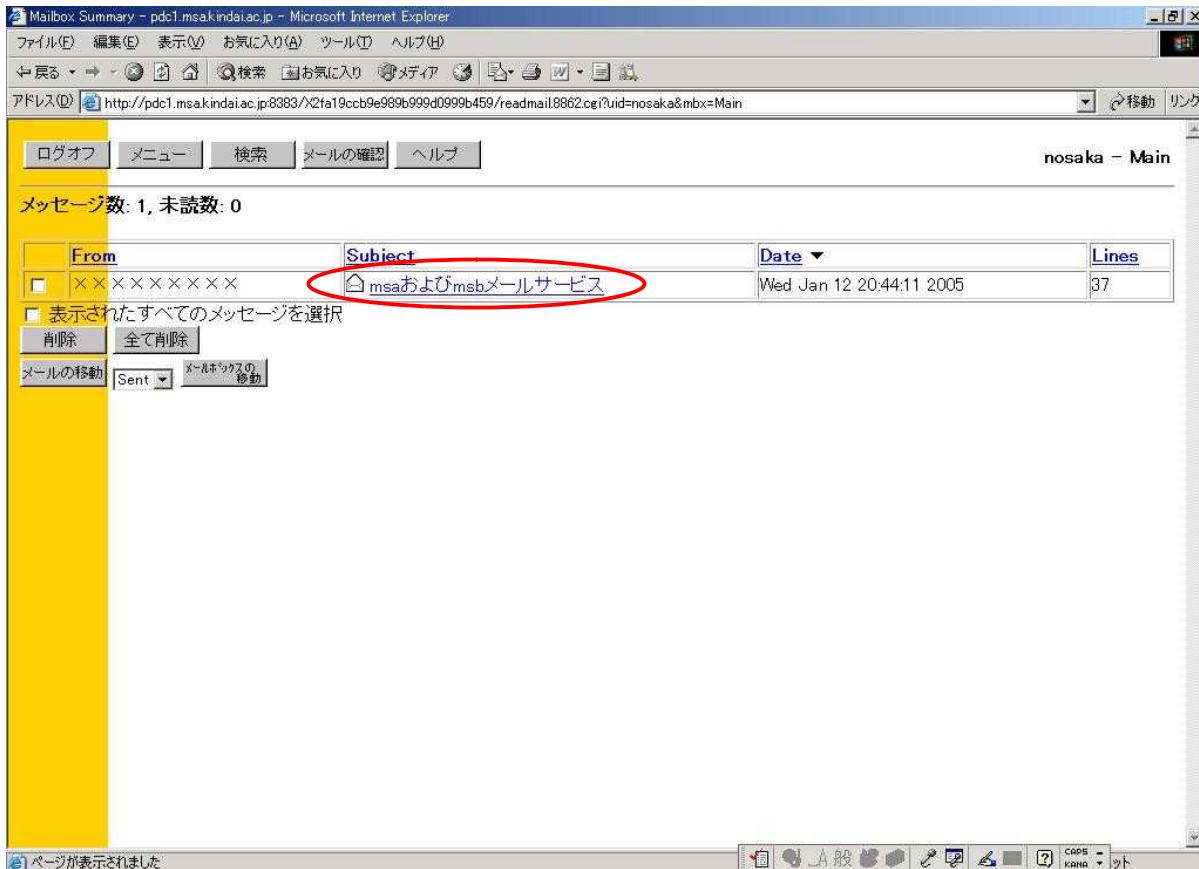 Mailbox Summary - pdc1.msa.kindai.ac.jp - Microsoft Internet Explorer
ファイル(F) 編集(E) 表示(V) お気に入り(A) ツール(T) ヘルプ(H)
戻る 検索 お気に入り メディア
アドレス(D) http://pdc1.msa.kindai.ac.jp:8383/X2fa19ccb9e989b999d0999b459/readmail.8862.cgi?uid=nosaka&mbx=Main 移動 リンク
ログオフ メニュー 検索 メールの確認 ヘルプ nosaka - Main
メッセージ数: 1, 未読数: 0
From Subject Date ▼ Lines
××××××××× msaおよびmsbメールサービス Wed Jan 12 20:44:11 2005 37
表示されたすべてのメッセージを選択
削除 全て削除
メールの移動 Sent メールボックスの移動
ページが表示されました A 般 CAPS KANA ット